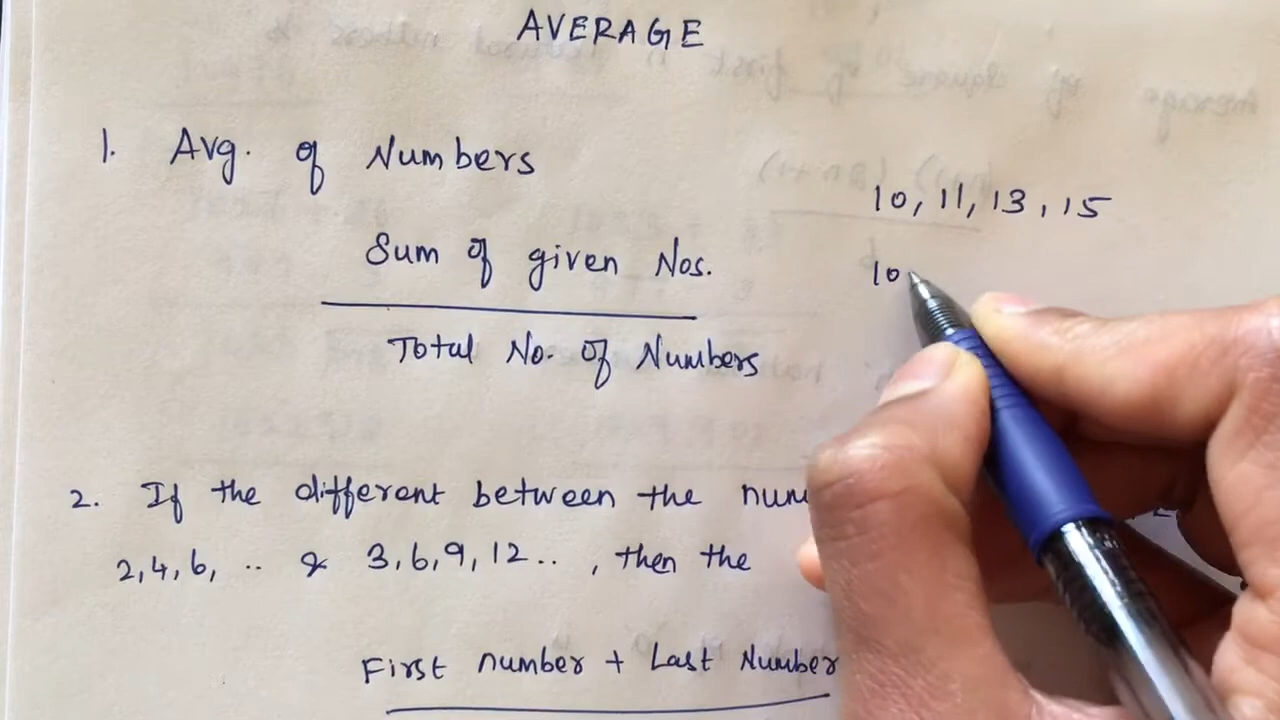 AVERAGE
1. Avg. of Numbers
10, 11, 13, 15
Sum of given Nos.
10
Total No. of Numbers
2. If the different between the
2,4,6, .. & 3,6,9,12.. , then the
First number + Last Number